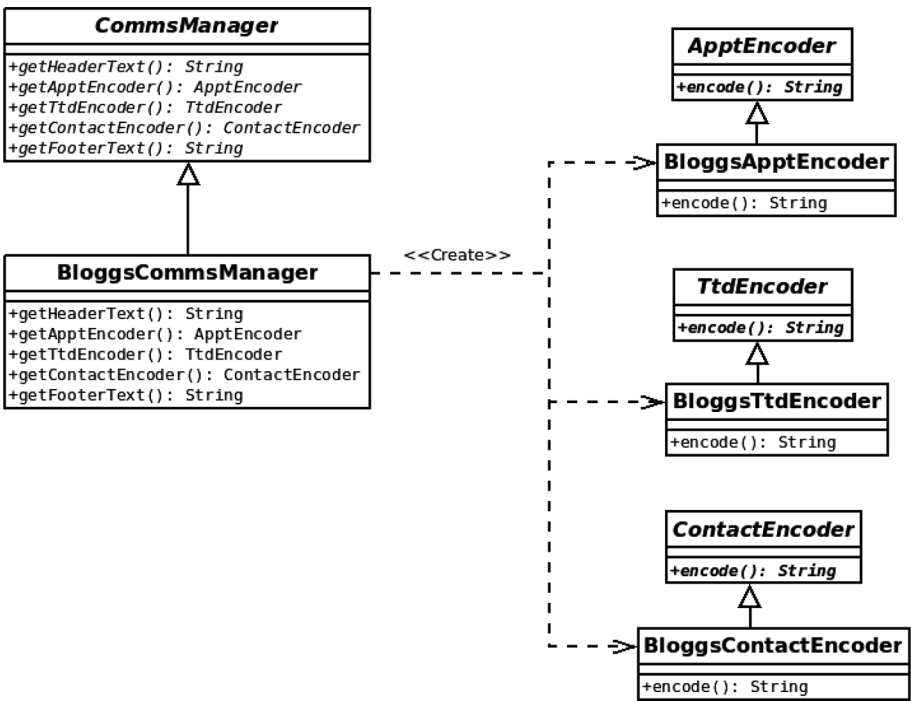 CommsManager
+getHeaderText(): String
+getApptEncoder(): ApptEncoder
+getTtdEncoder(): TtdEncoder
+getContactEncoder(): ContactEncoder
+getFooterText(): String
BloggsCommsManager
+getHeaderText(): String
+getApptEncoder(): ApptEncoder
+getTtdEncoder(): TtdEncoder
+getContactEncoder(): ContactEncoder
+getFooterText(): String
<<Create>>
ApptEncoder
+encode(): String
BloggsApptEncoder
+encode(): String
TtdEncoder
+encode(): String
BloggsTtdEncoder
+encode(): String
ContactEncoder
+encode(): String
BloggsContactEncoder
+encode(): String